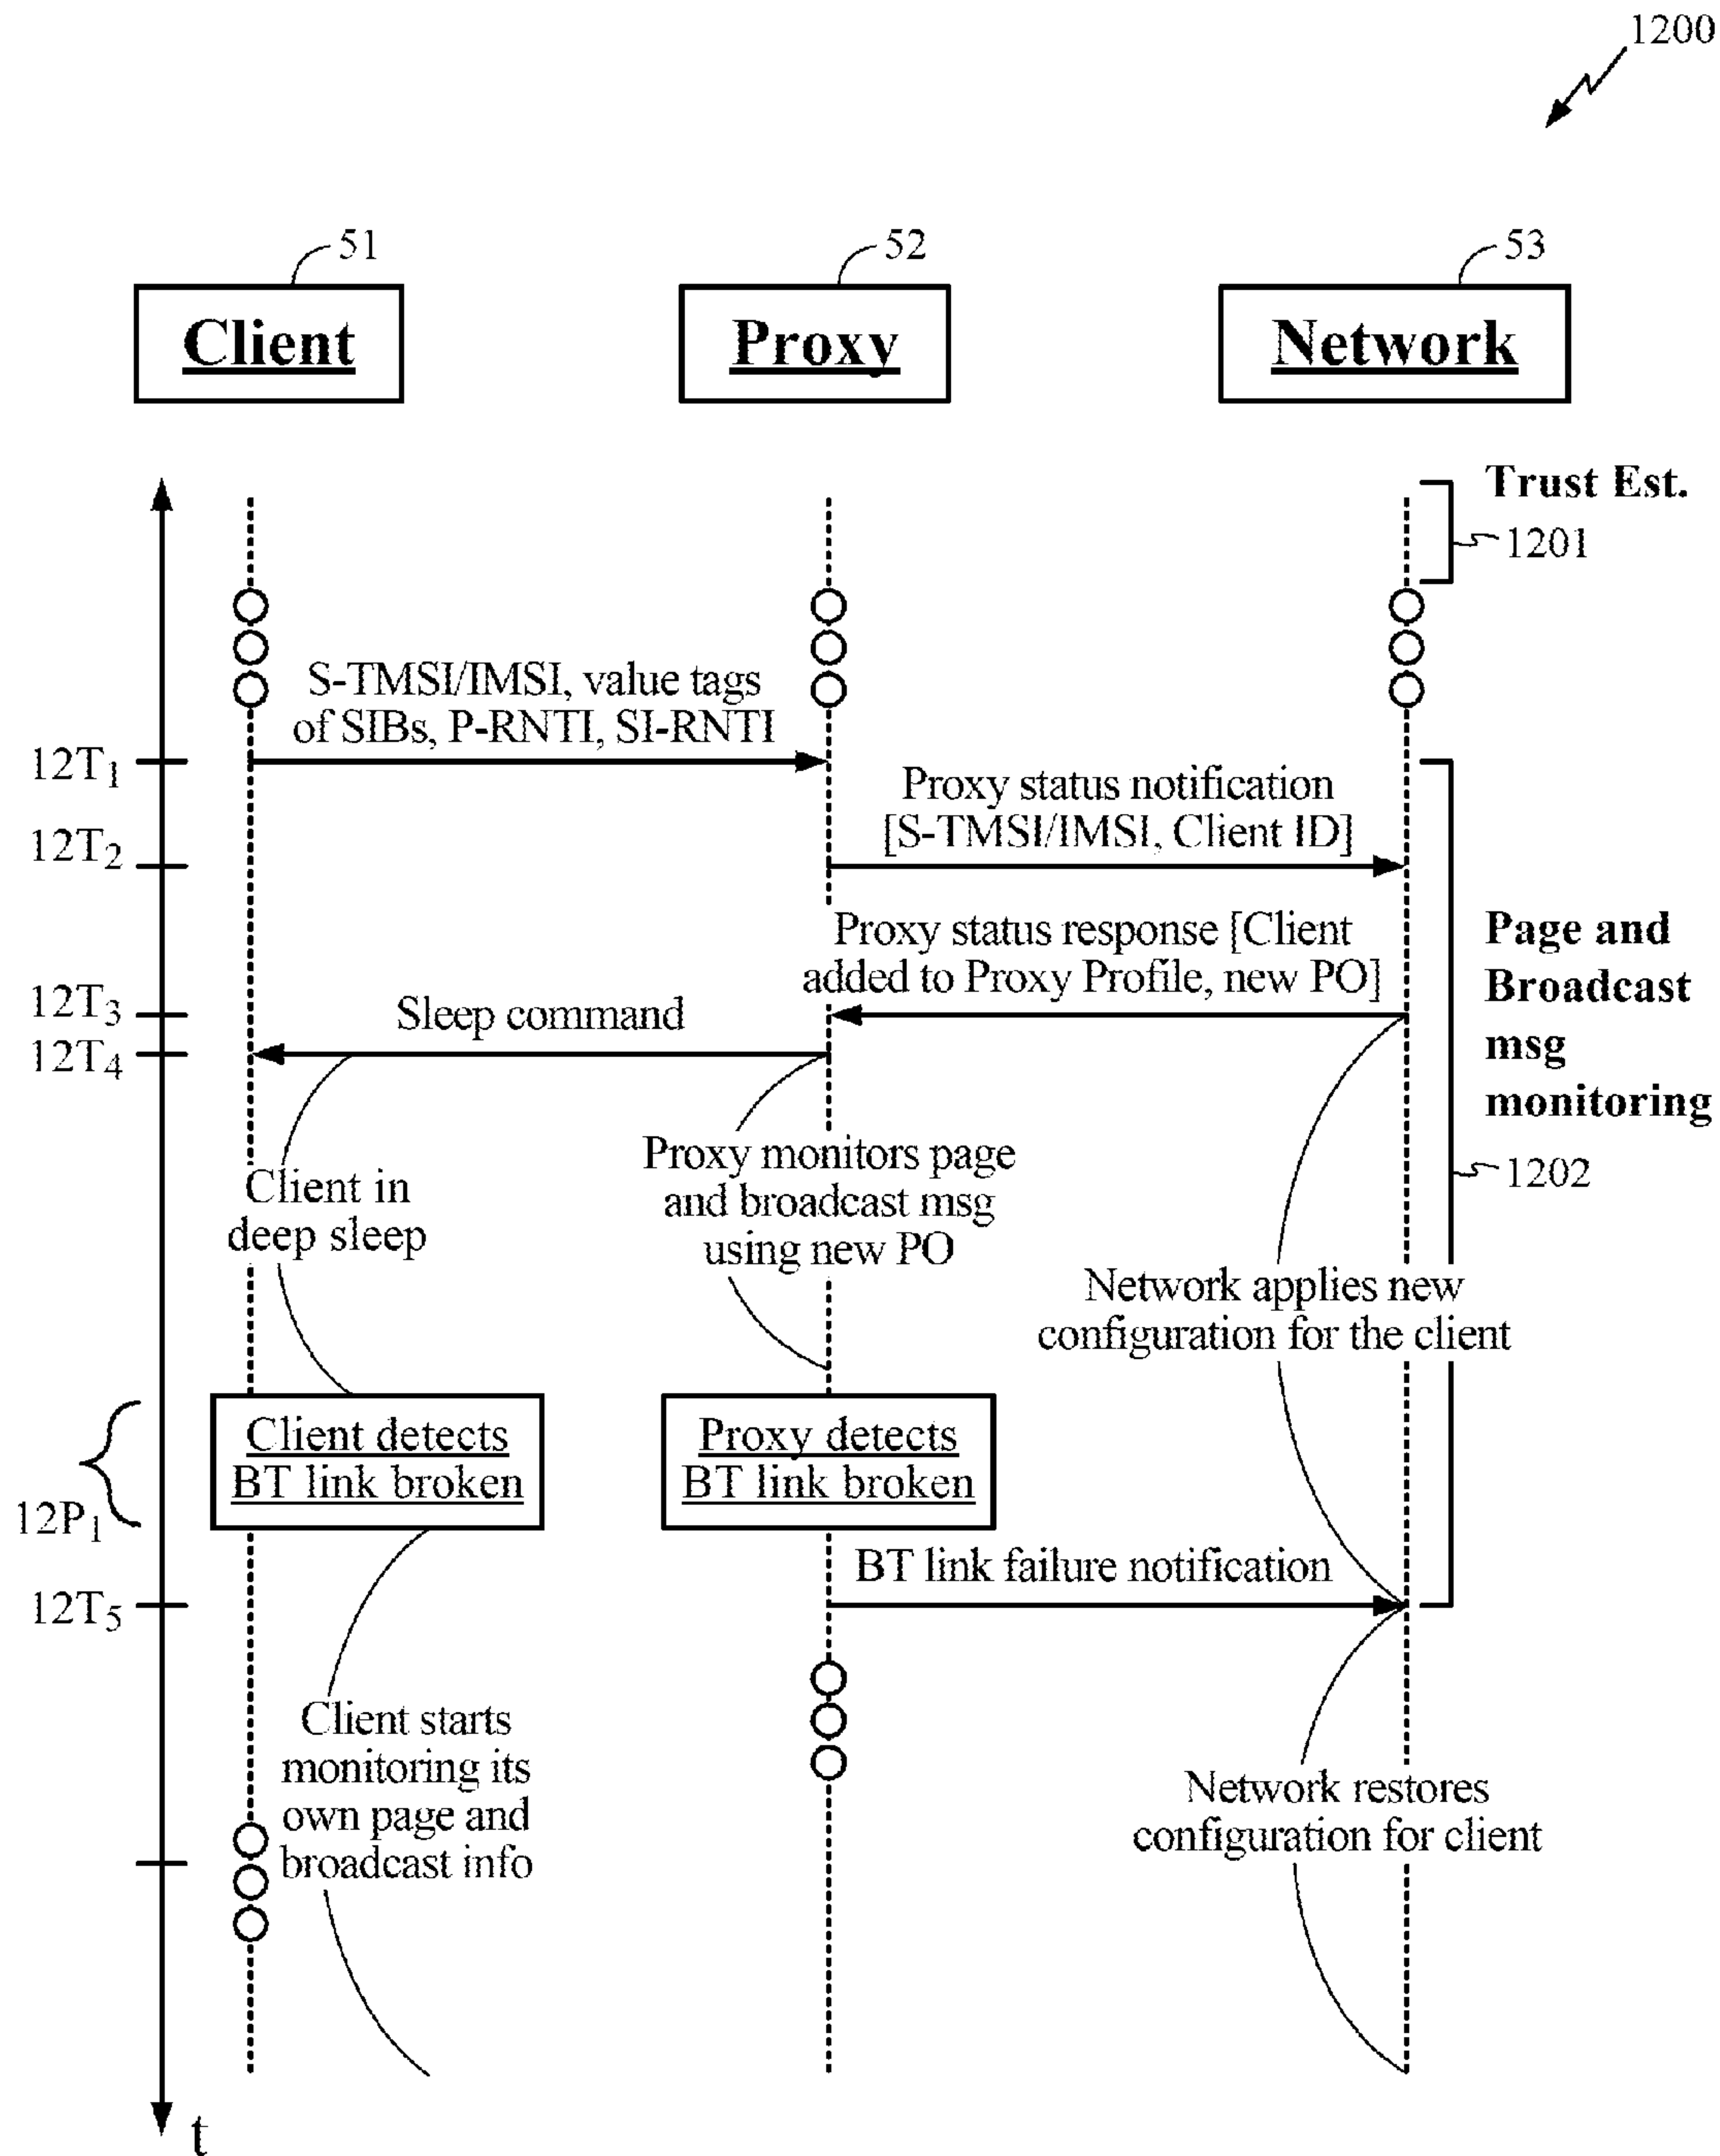 1200
51
52
53
Client
Proxy
Network
Trust Est.
1201
S-TMSI/IMSI, value tags
of SIBs, P-RNTI, SI-RNTI
12T1
Proxy status notification
[S-TMSI/IMSI, Client ID]
12T2
Proxy status response [Client
added to Proxy Profile, new PO]
12T3
Sleep command
12T4
Page and
Broadcast
msg
monitoring
1202
Client in
deep sleep
Proxy monitors page
and broadcast msg
using new PO
Network applies new
configuration for the client
Client detects
BT link broken
Proxy detects
BT link broken
12P1
BT link failure notification
12T5
Client starts
monitoring its
own page and
broadcast info
Network restores
configuration for client
t